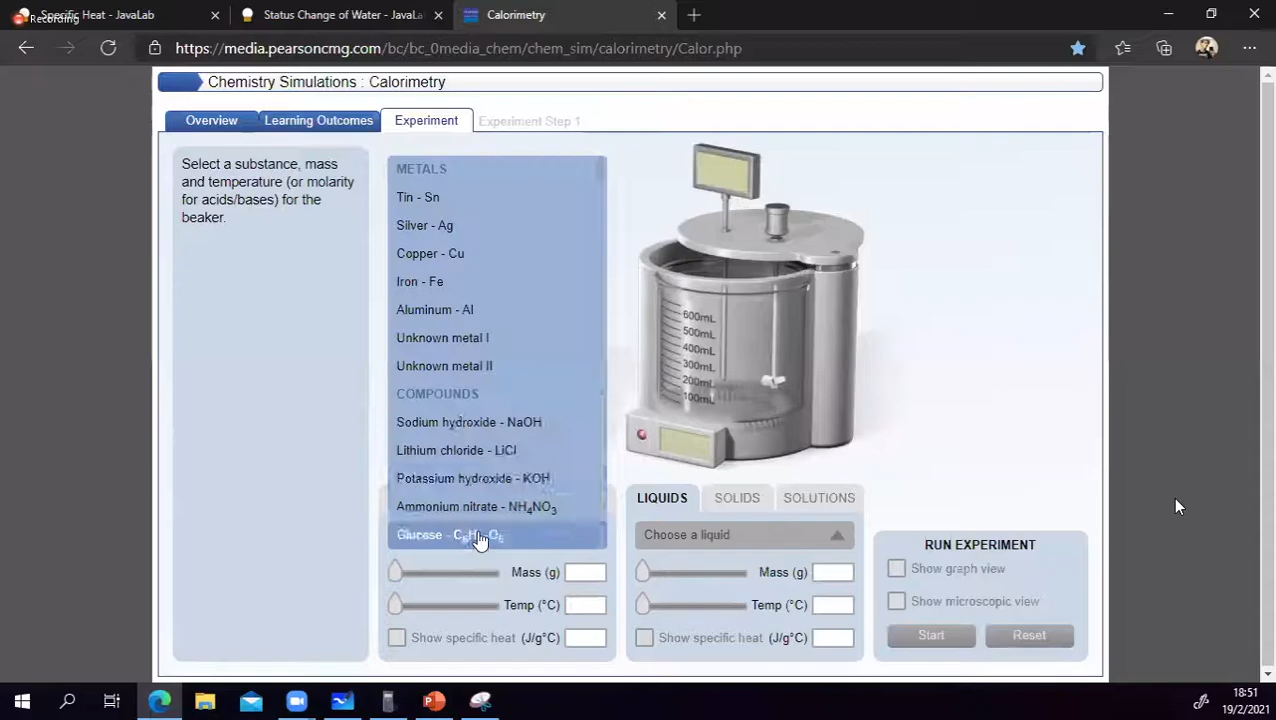 Recording
Specific Heat - JavaLab
Status Change of Water - JavaLa
Calorimetry
https://media.pearsoncmg.com/bc/bc_0media_chem/chem_sim/calorimetry/Calor.php
Chemistry Simulations : Calorimetry
Overview
Learning Outcomes
Experiment
Experiment Step 1
Select a substance, mass
and temperature (or molarity
for acids/bases) for the
beaker.
METALS
Tin - Sn
Silver - Ag
Copper - Cu
Iron - Fe
Aluminum - Al
Unknown metal I
Unknown metal II
COMPOUNDS
Sodium hydroxide - NaOH
Lithium chloride - LiCl
Potassium hydroxide - KOH
Ammonium nitrate - NH4NO3
Glucose -
600mL
500mL
400mL
300mL
200mL
100mL
LIQUIDS
SOLIDS
SOLUTIONS
Choose a liquid
Mass (g)
Temp (°C)
Show specific heat (J/g°C)
Mass (g)
Temp (°C)
Show specific heat (J/g°C)
RUN EXPERIMENT
Show graph view
Show microscopic view
Start
Reset
18:51
19/2/2021